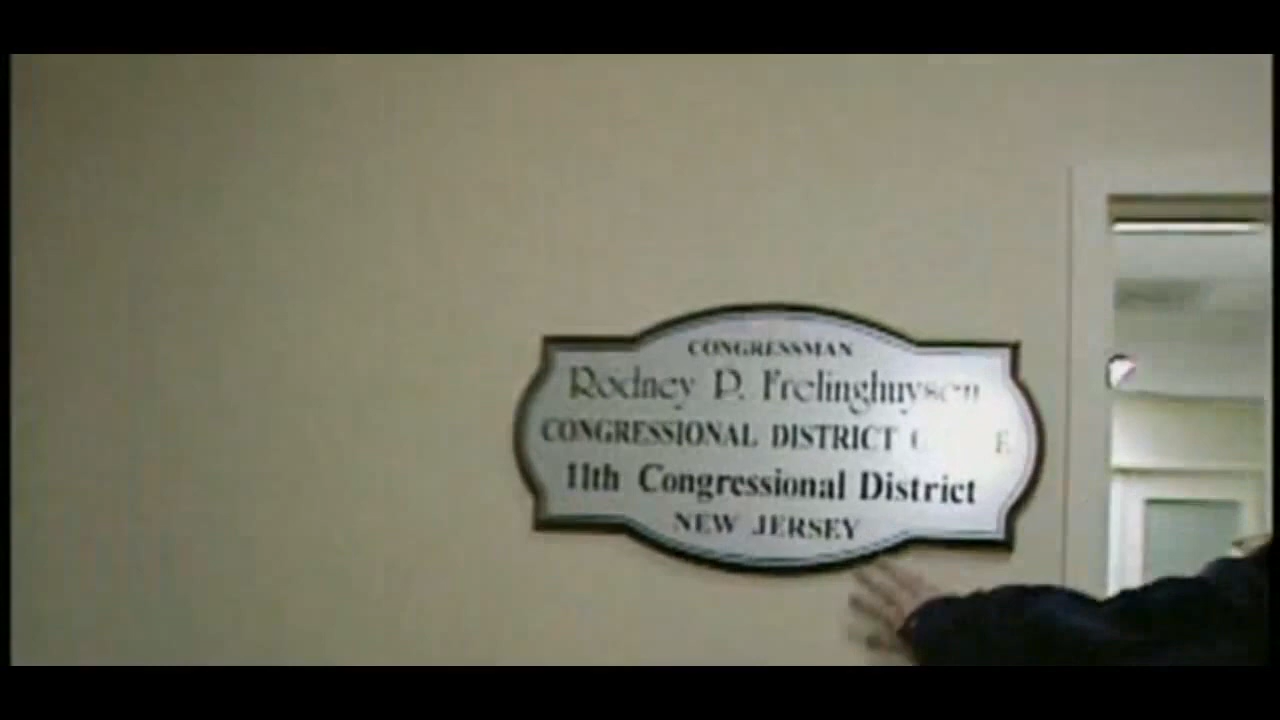 CONGRESSMAN
Rodney P. Frelinghuysen
CONGRESSIONAL DISTRICT
11th Congressional District
NEW JERSEY